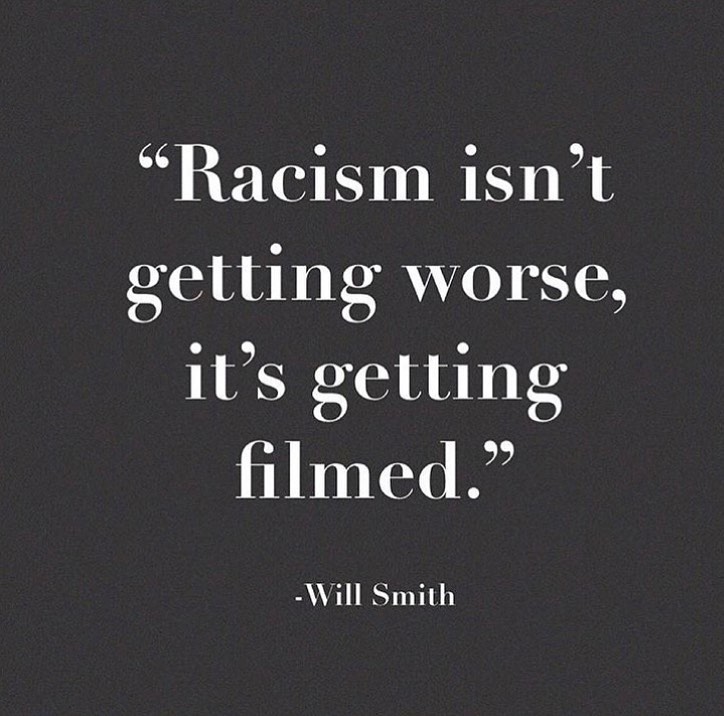 “Racism isn’t
getting worse,
it’s getting
filmed.”
-Will Smith